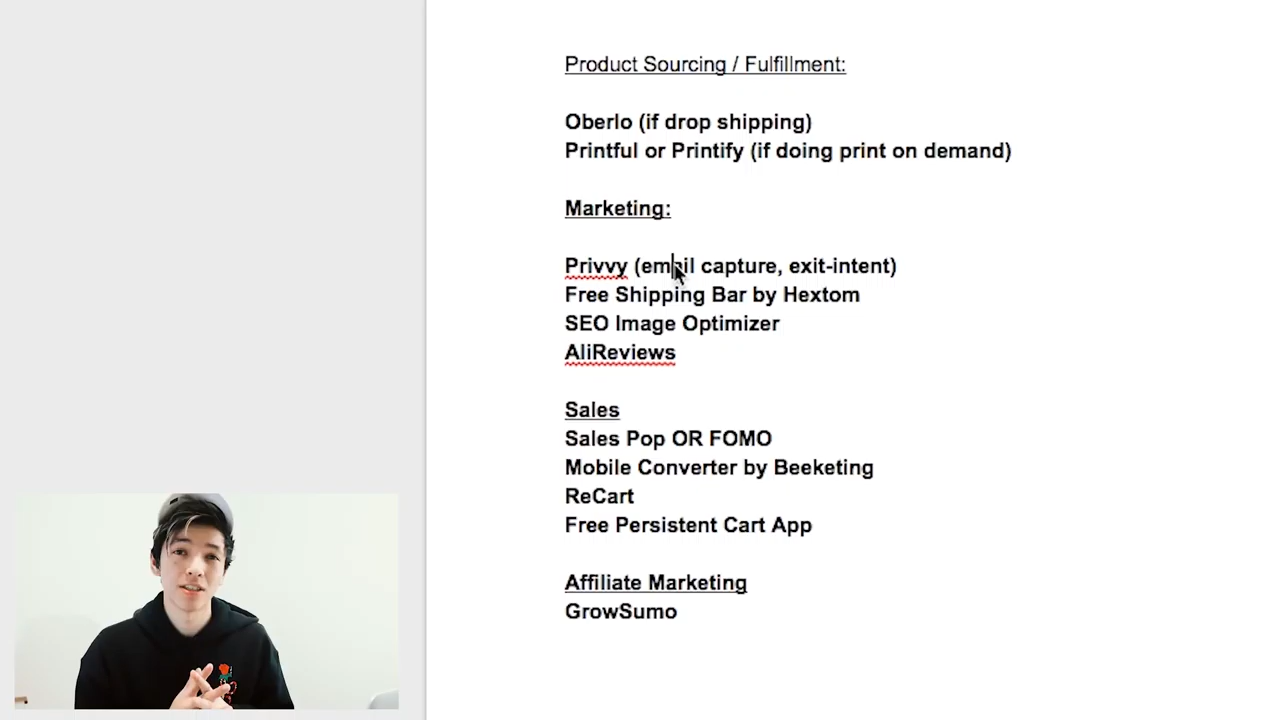 Product Sourcing / Fulfillment:
Oberlo (if drop shipping)
Printful or Printify (if doing print on demand)
Marketing:
Privvy (email capture, exit-intent)
Free Shipping Bar by Hextom
SEO Image Optimizer
AliReviews
Sales
Sales Pop OR FOMO
Mobile Converter by Beeketing
ReCart
Free Persistent Cart App
Affiliate Marketing
GrowSumo